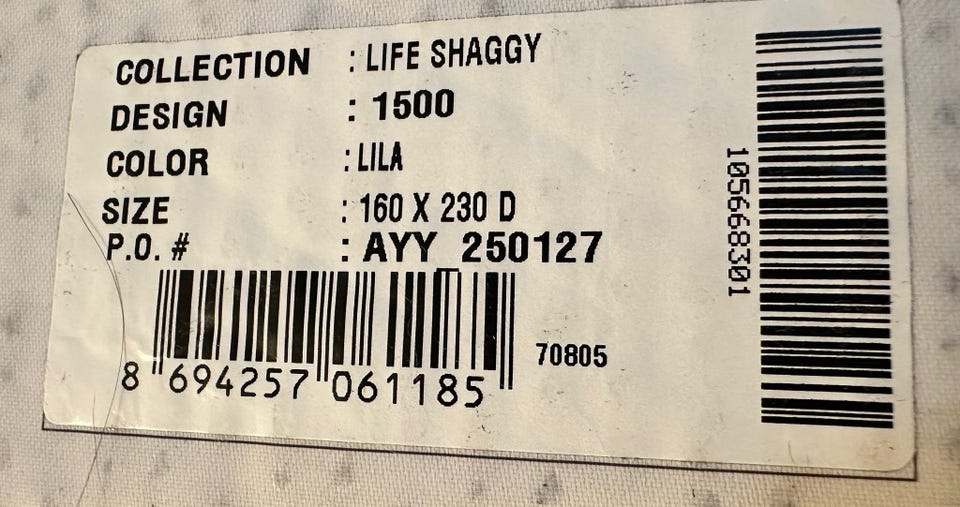 COLLECTION : LIFE SHAGGY
DESIGN : 1500
COLOR : LILA
SIZE : 160 X 230 D
P.O. # : AYY 250127
8 694257 061185
70805
105668301